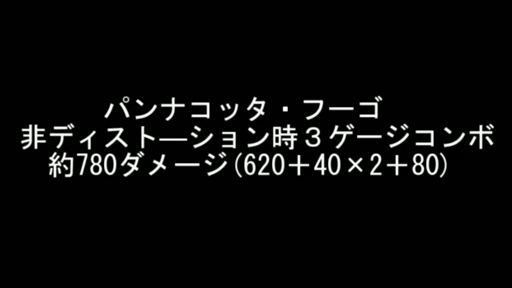 パンナコッタ・フーゴ
非ディスト―ション時３ゲージコンボ
約780ダメージ(620＋40×2＋80)